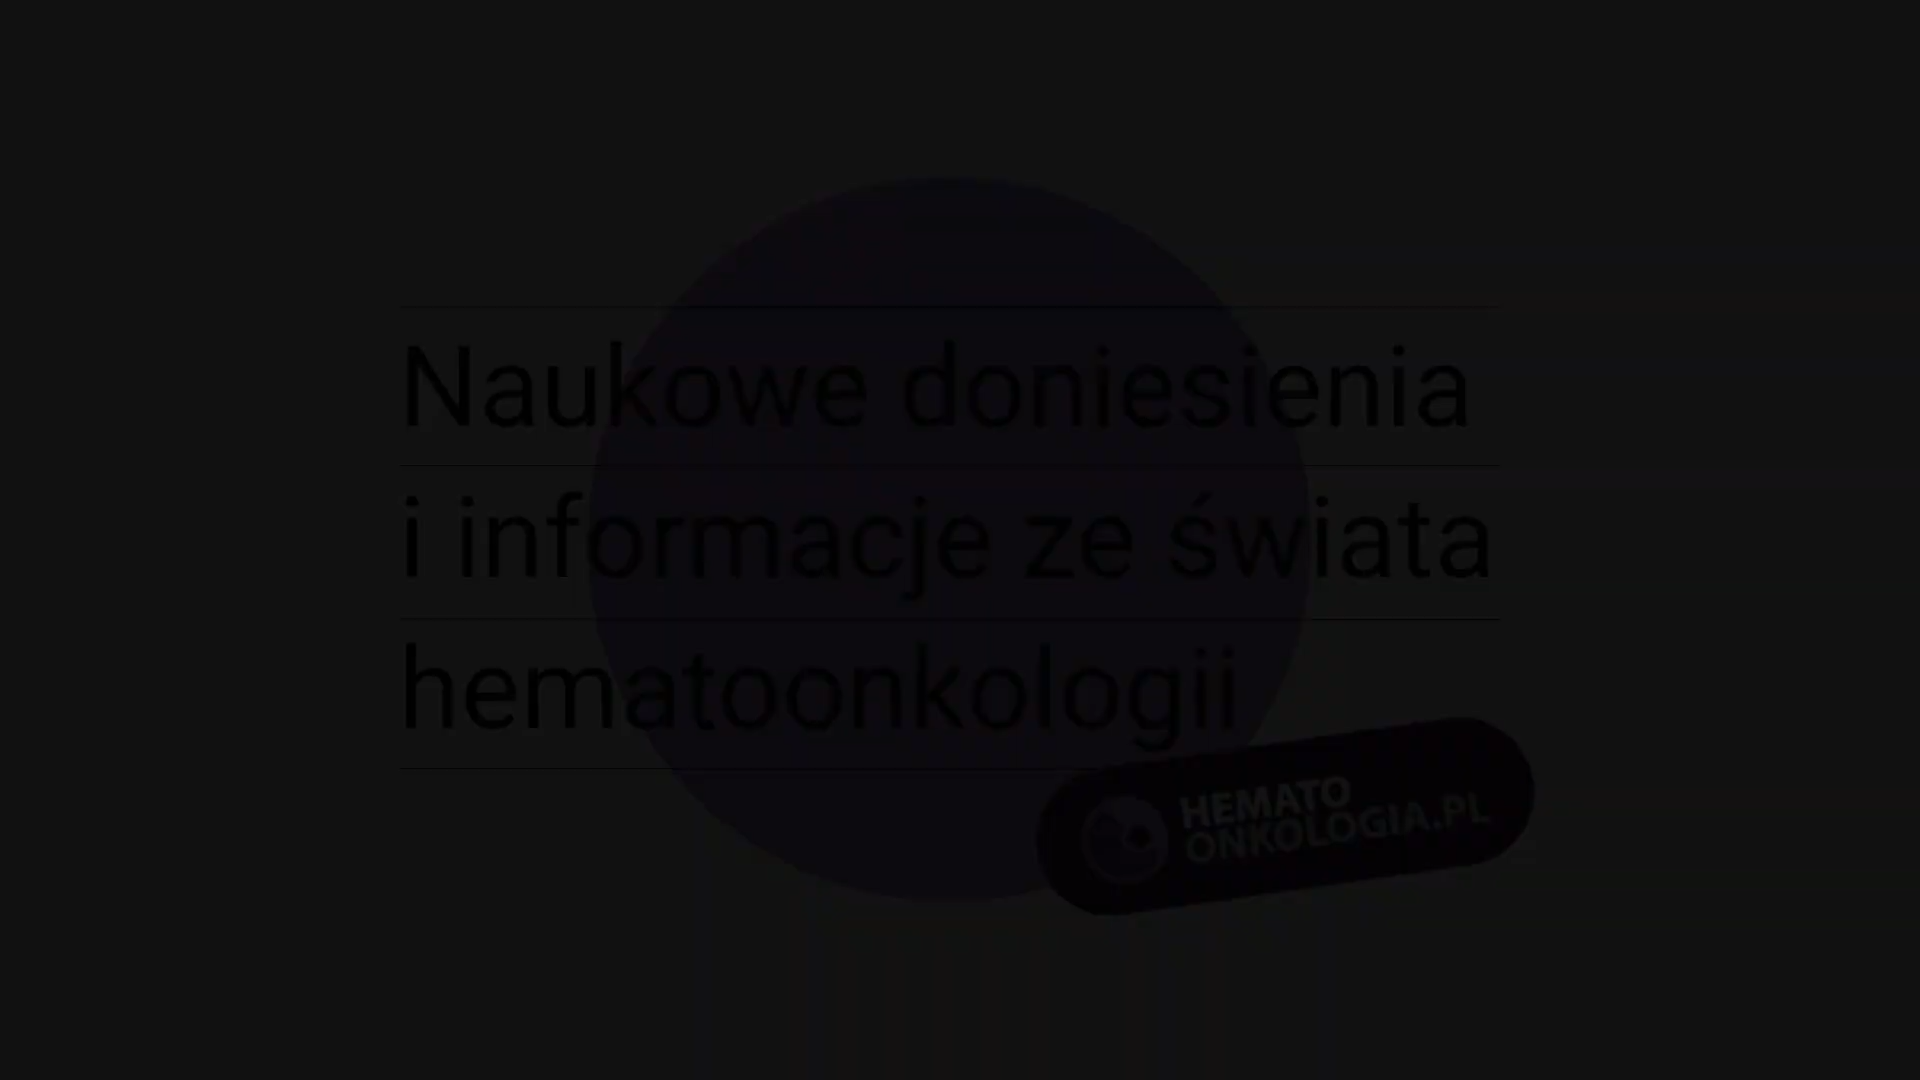 Naukowe doniesienia
i informacje ze świata
hematoonkologii
HEMATO
ONKOLOGIA.PL